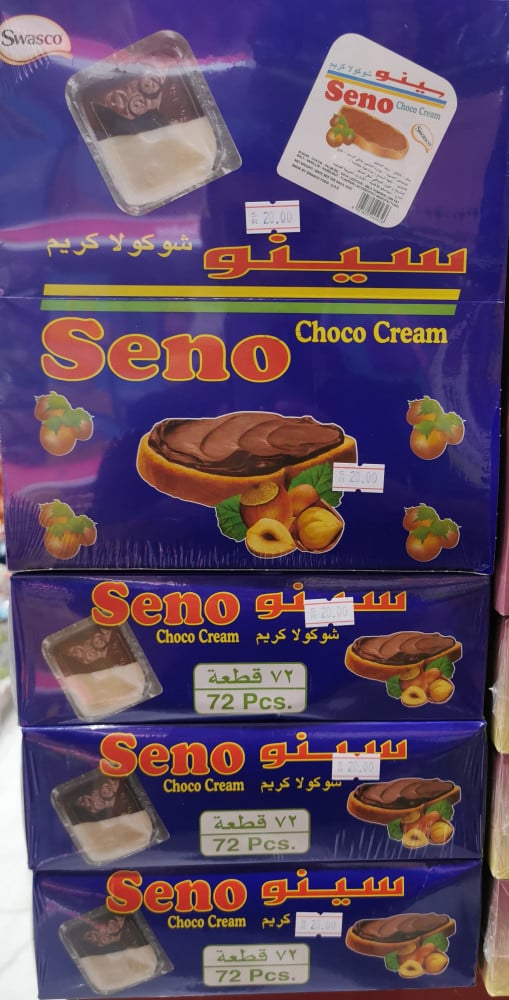 Swasco
سينو
شوكولا كريم
Seno
Choco Cream
Swasco
S R 20.00
شوكولا كريم
سينو
Seno
Choco Cream
20.00
Seno
سينو
20.00
Choco Cream
شوكولا كريم
٧٢ قطعة
72 Pcs.
Seno
سينو
20.00
Choco Cream
شوكولا كريم
٧٢ قطعة
72 Pcs.
Seno
سينو
Choco Cream
كريم
20.00
٧٢ قطعة
72 Pcs.